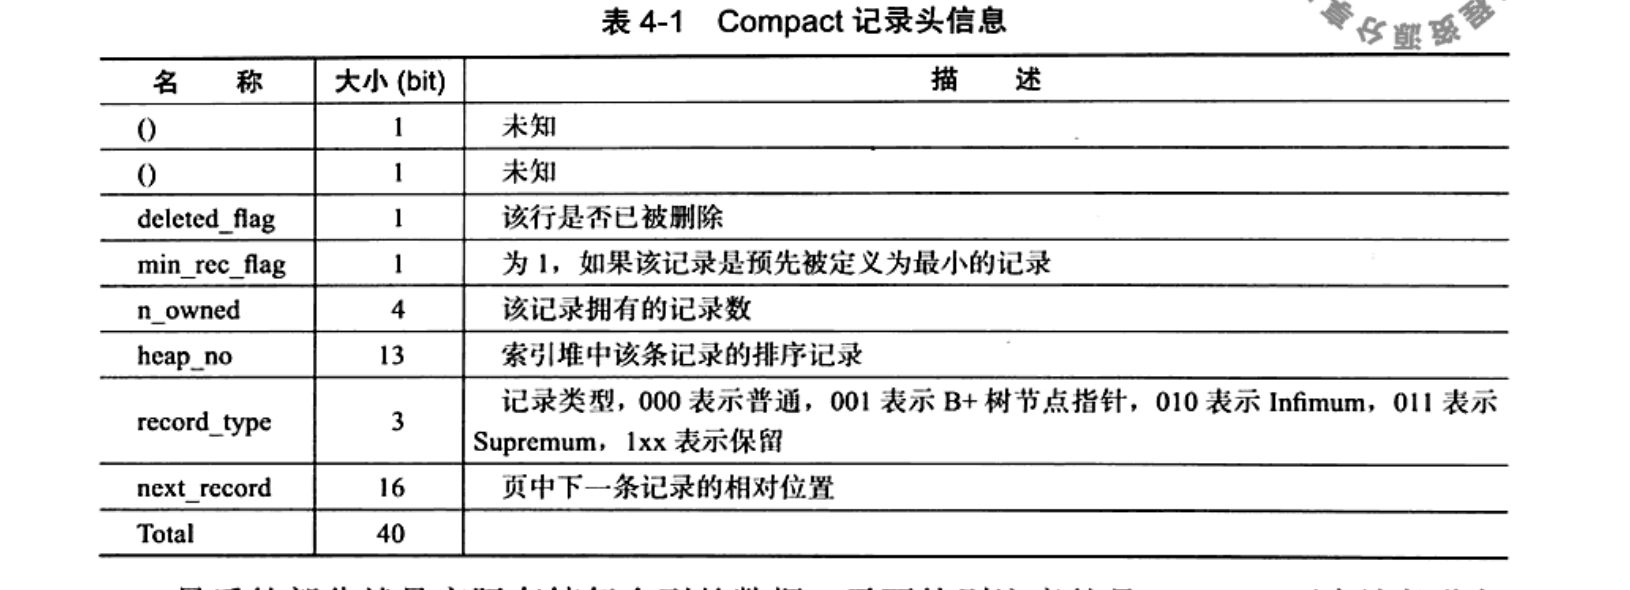 表 4-1 Compact 记录头信息
程资源分享
名 称 大小 (bit) 描 述
() 1 未知
() 1 未知
deleted_flag 1 该行是否已被删除
min_rec_flag 1 为 1，如果该记录是预先被定义为最小的记录
n_owned 4 该记录拥有的记录数
heap_no 13 索引堆中该条记录的排序记录
record_type 3 记录类型，000 表示普通，001 表示 B+ 树节点指针，010 表示 Infimum，011 表示
Supremum，1xx 表示保留
next_record 16 页中下一条记录的相对位置
Total 40